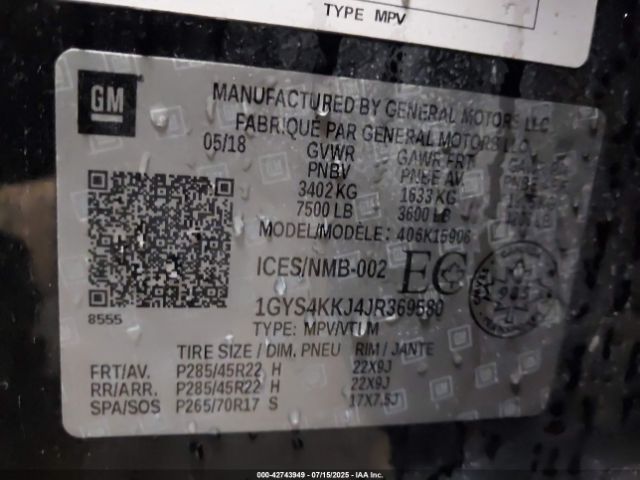 TYPE MPV
GM
MANUFACTURED BY GENERAL MOTORS LLC
FABRIQUÉ PAR GENERAL MOTORS LLC
05/18 GVWR GAWR FRT
PNBV PNBE AV
3402 KG 1633 KG
7500 LB 3600 LB
MODEL/MODÈLE: 406K15906
ICES/NMB-002 EC
1GYS4KKJ4JR369580
8555
TYPE: MPV/VTUM
TIRE SIZE / DIM. PNEU RIM / JANTE
FRT/AV. P285/45R22 H 22X9J
RR/ARR. P285/45R22 H 22X9J
SPA/SOS P265/70R17 S 17X7.5J
000-42743949 - 07/15/2025 - IAA Inc.